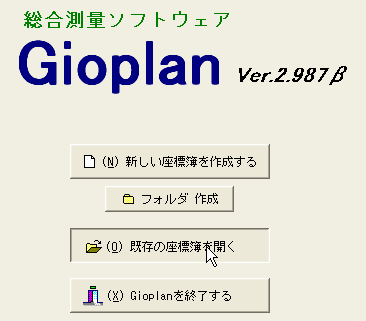 総合測量ソフトウェア
Gioplan Ver.2.987β
(N) 新しい座標簿を作成する
フォルダ 作成
(O) 既存の座標簿を開く
(X) Gioplanを終了する